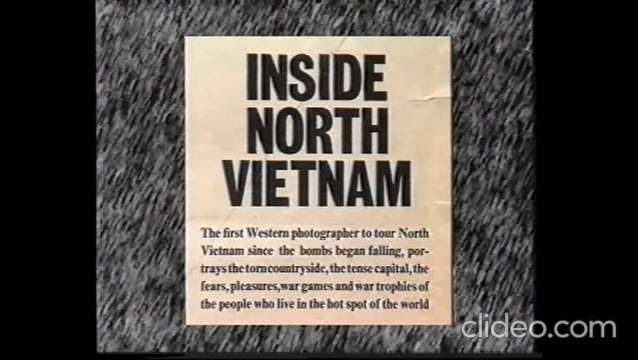 INSIDE
NORTH
VIETNAM
The first Western photographer to tour North
Vietnam since the bombs began falling, por-
trays the torn countryside, the tense capital, the
fears, pleasures, war games and war trophies of
the people who live in the hot spot of the world
clideo.com